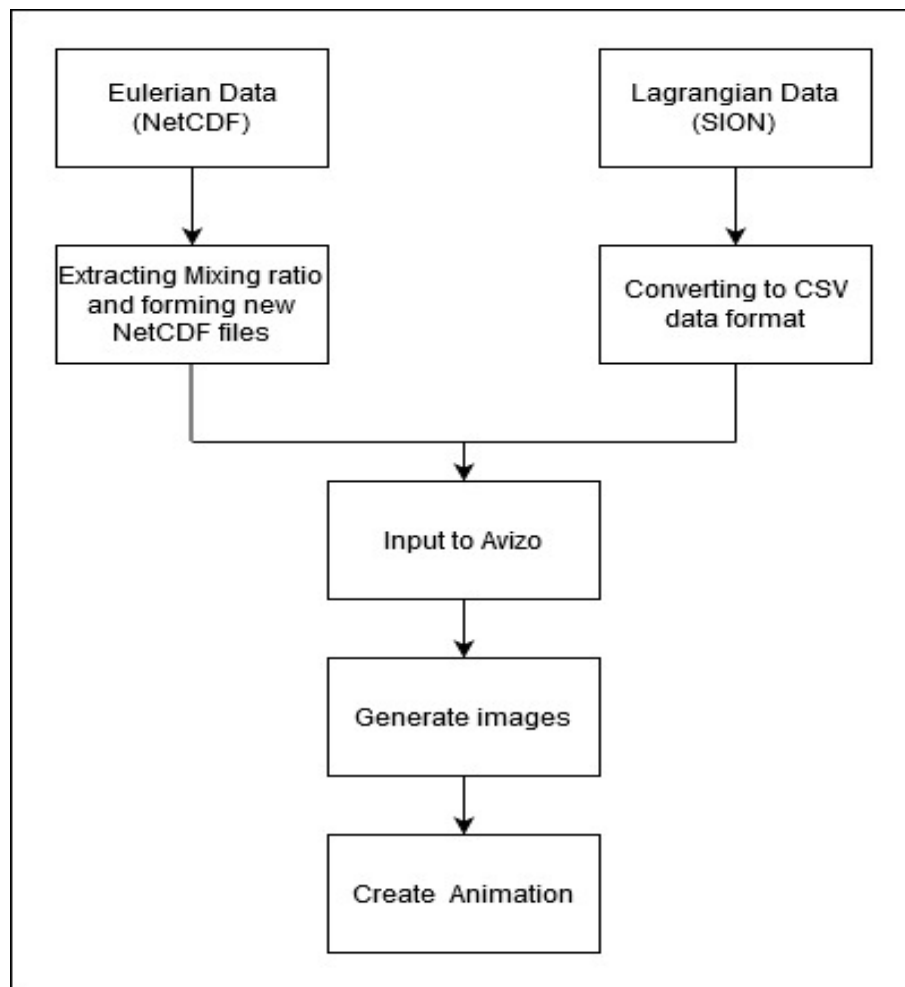 Eulerian Data
(NetCDF)
Lagrangian Data
(SION)
Extracting Mixing ratio
and forming new
NetCDF files
Converting to CSV
data format
Input to Avizo
Generate images
Create Animation